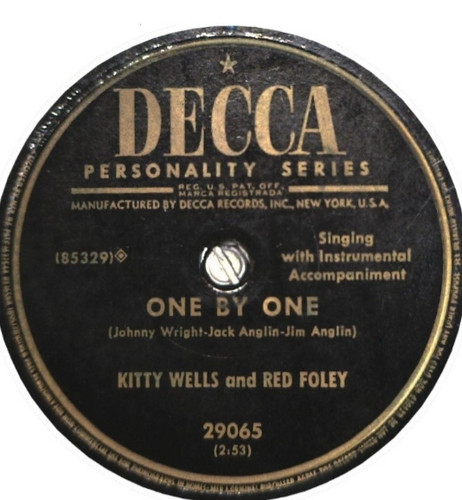 DECCA
PERSONALITY SERIES
REG. U.S. PAT. OFF.
MARCA REGISTRADA
MANUFACTURED BY DECCA RECORDS, INC., NEW YORK, U.S.A.
(85329)
Singing
with Instrumental
Accompaniment
ONE BY ONE
(Johnny Wright-Jack Anglin-Jim Anglin)
KITTY WELLS and RED FOLEY
29065
(2:53)